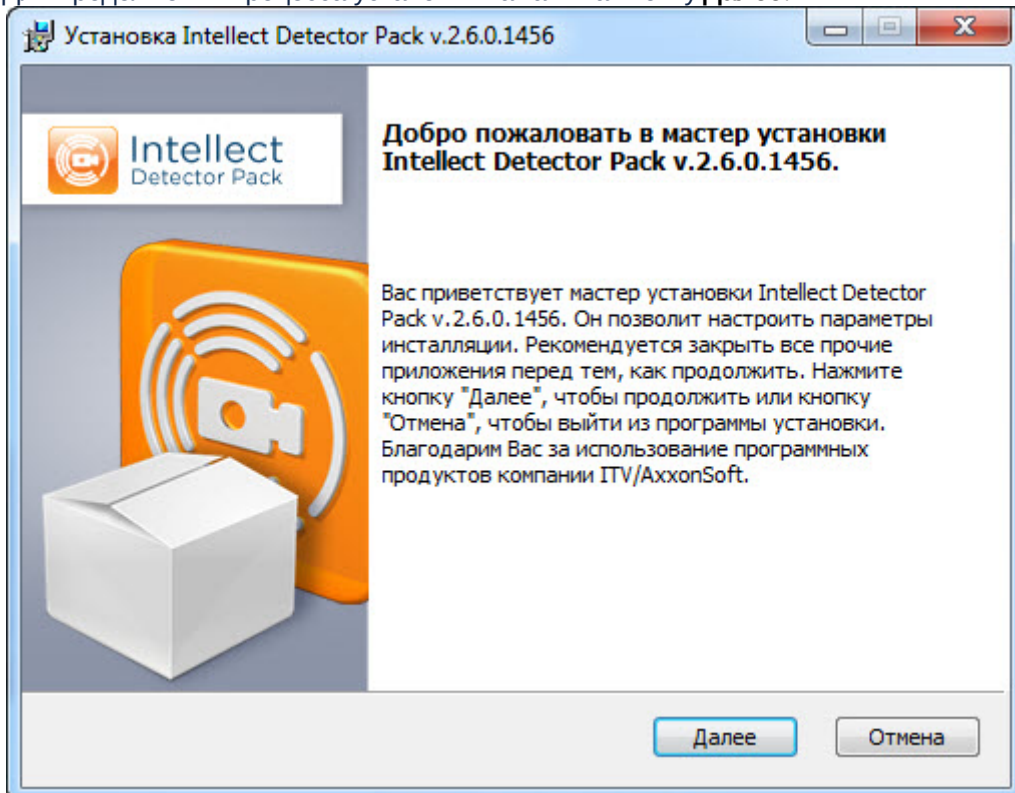 Установка Intellect Detector Pack v.2.6.0.1456
Intellect
Detector Pack
Добро пожаловать в мастер установки
Intellect Detector Pack v.2.6.0.1456.
Вас приветствует мастер установки Intellect Detector
Pack v.2.6.0.1456. Он позволит настроить параметры
инсталляции. Рекомендуется закрыть все прочие
приложения перед тем, как продолжить. Нажмите
кнопку "Далее", чтобы продолжить или кнопку
"Отмена", чтобы выйти из программы установки.
Благодарим Вас за использование программных
продуктов компании ITV/AxxonSoft.
Далее
Отмена